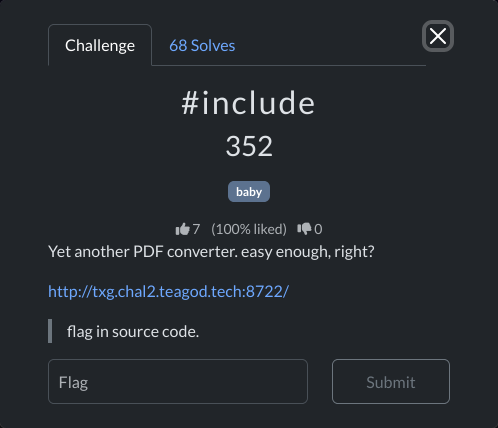 Challenge
68 Solves
#include
352
baby
7 (100% liked) 0
Yet another PDF converter. easy enough, right?
http://txg.chal2.teagod.tech:8722/
flag in source code.
Flag
Submit